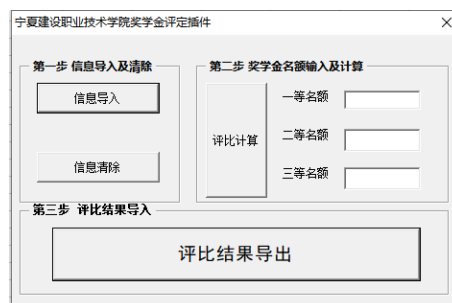 宁夏建设职业技术学院奖学金评定插件
第一步 信息导入及清除
信息导入
信息清除
第二步 奖学金名额输入及计算
评比计算
一等名额
二等名额
三等名额
第三步 评比结果导入
评比结果导出